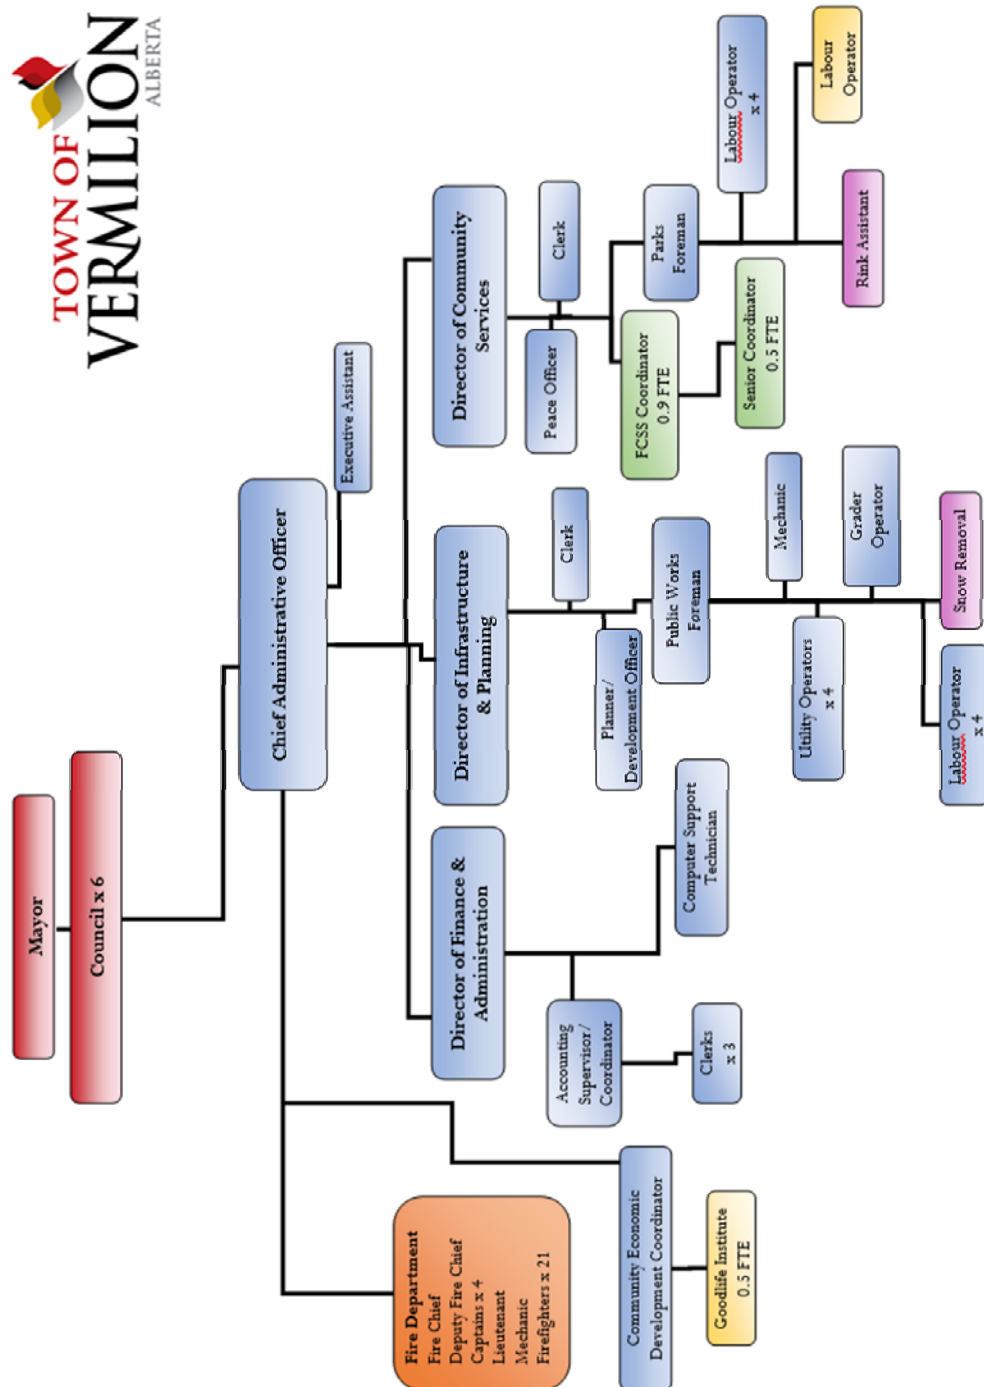 TOWN OF
VERMILION
ALBERTA
Mayor
Council x 6
Chief Administrative Officer
Executive Assistant
Fire Department
Fire Chief
Deputy Fire Chief
Captains x 4
Lieutenant
Mechanic
Firefighters x 21
Community Economic
Development Coordinator
Goodlife Institute
0.5 FTE
Director of Finance &
Administration
Accounting
Supervisor/
Coordinator
Clerks
x 3
Computer Support
Technician
Director of Infrastructure
& Planning
Clerk
Planner/
Development Officer
Public Works
Foreman
Mechanic
Utility Operators
x 4
Grader
Operator
Labour Operator
x 4
Snow Removal
Director of Community
Services
Clerk
Peace Officer
FCSS Coordinator
0.9 FTE
Senior Coordinator
0.5 FTE
Parks
Foreman
Labour Operator
x 4
Labour
Operator
Rink Assistant